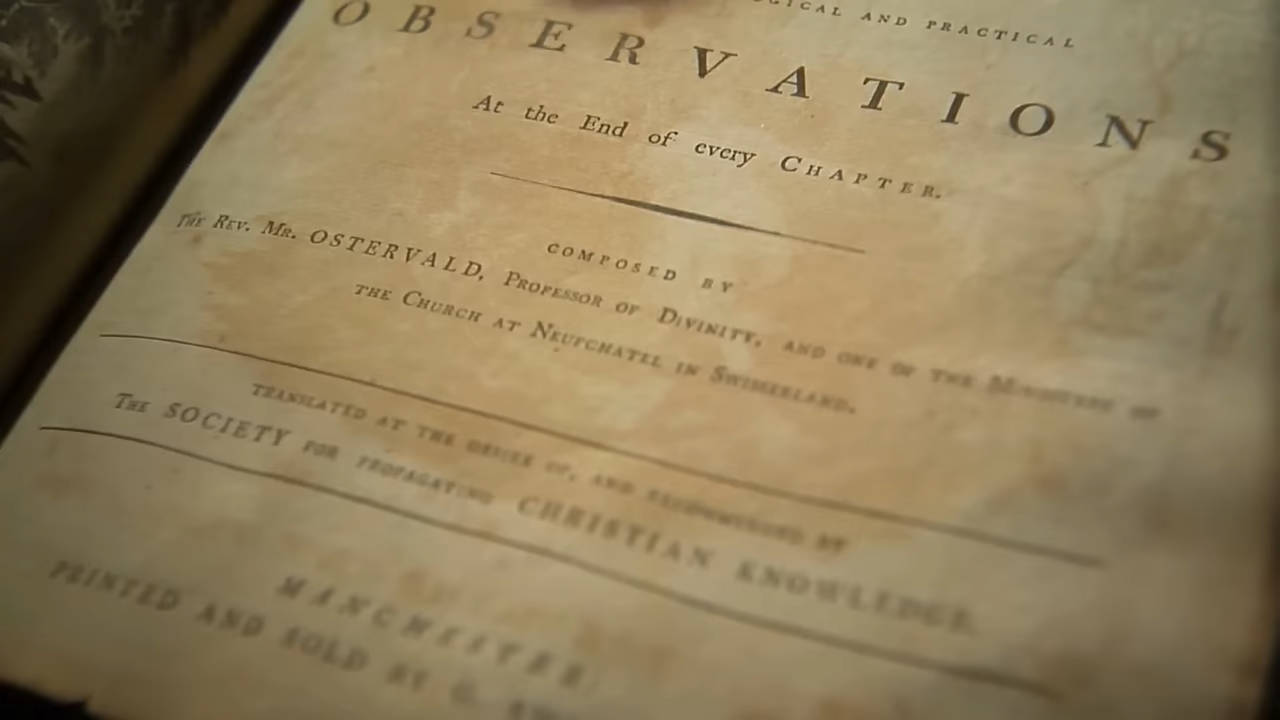 GICAL AND PRACTICAL
OBSERVATIONS
At the End of every CHAPTER.
COMPOSED BY
THE REV. MR. OSTERVALD, PROFESSOR OF DIVINITY, AND ONE OF THE MINISTERS OF
THE CHURCH AT NEUFCHATEL IN SWITZERLAND.
TRANSLATED AT THE DESIRE OF, AND RECOMMENDED BY
THE SOCIETY FOR PROPAGATING CHRISTIAN KNOWLEDGE.
MANCHESTER:
PRINTED AND SOLD BY